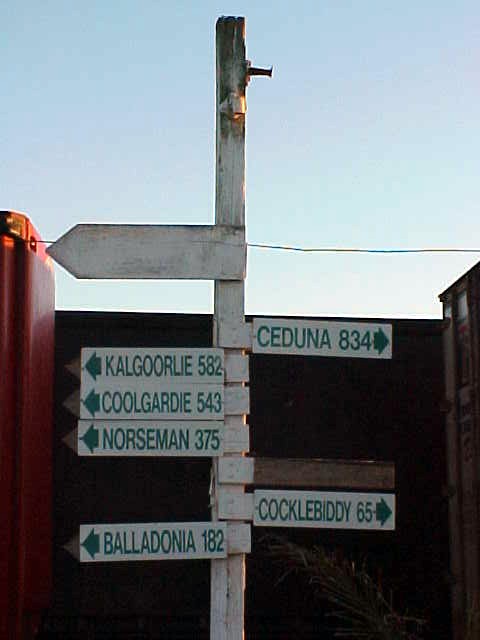 CEDUNA 834
KALGOORLIE 582
COOLGARDIE 543
NORSEMAN 375
COCKLEBIDDY 65
BALLADONIA 182